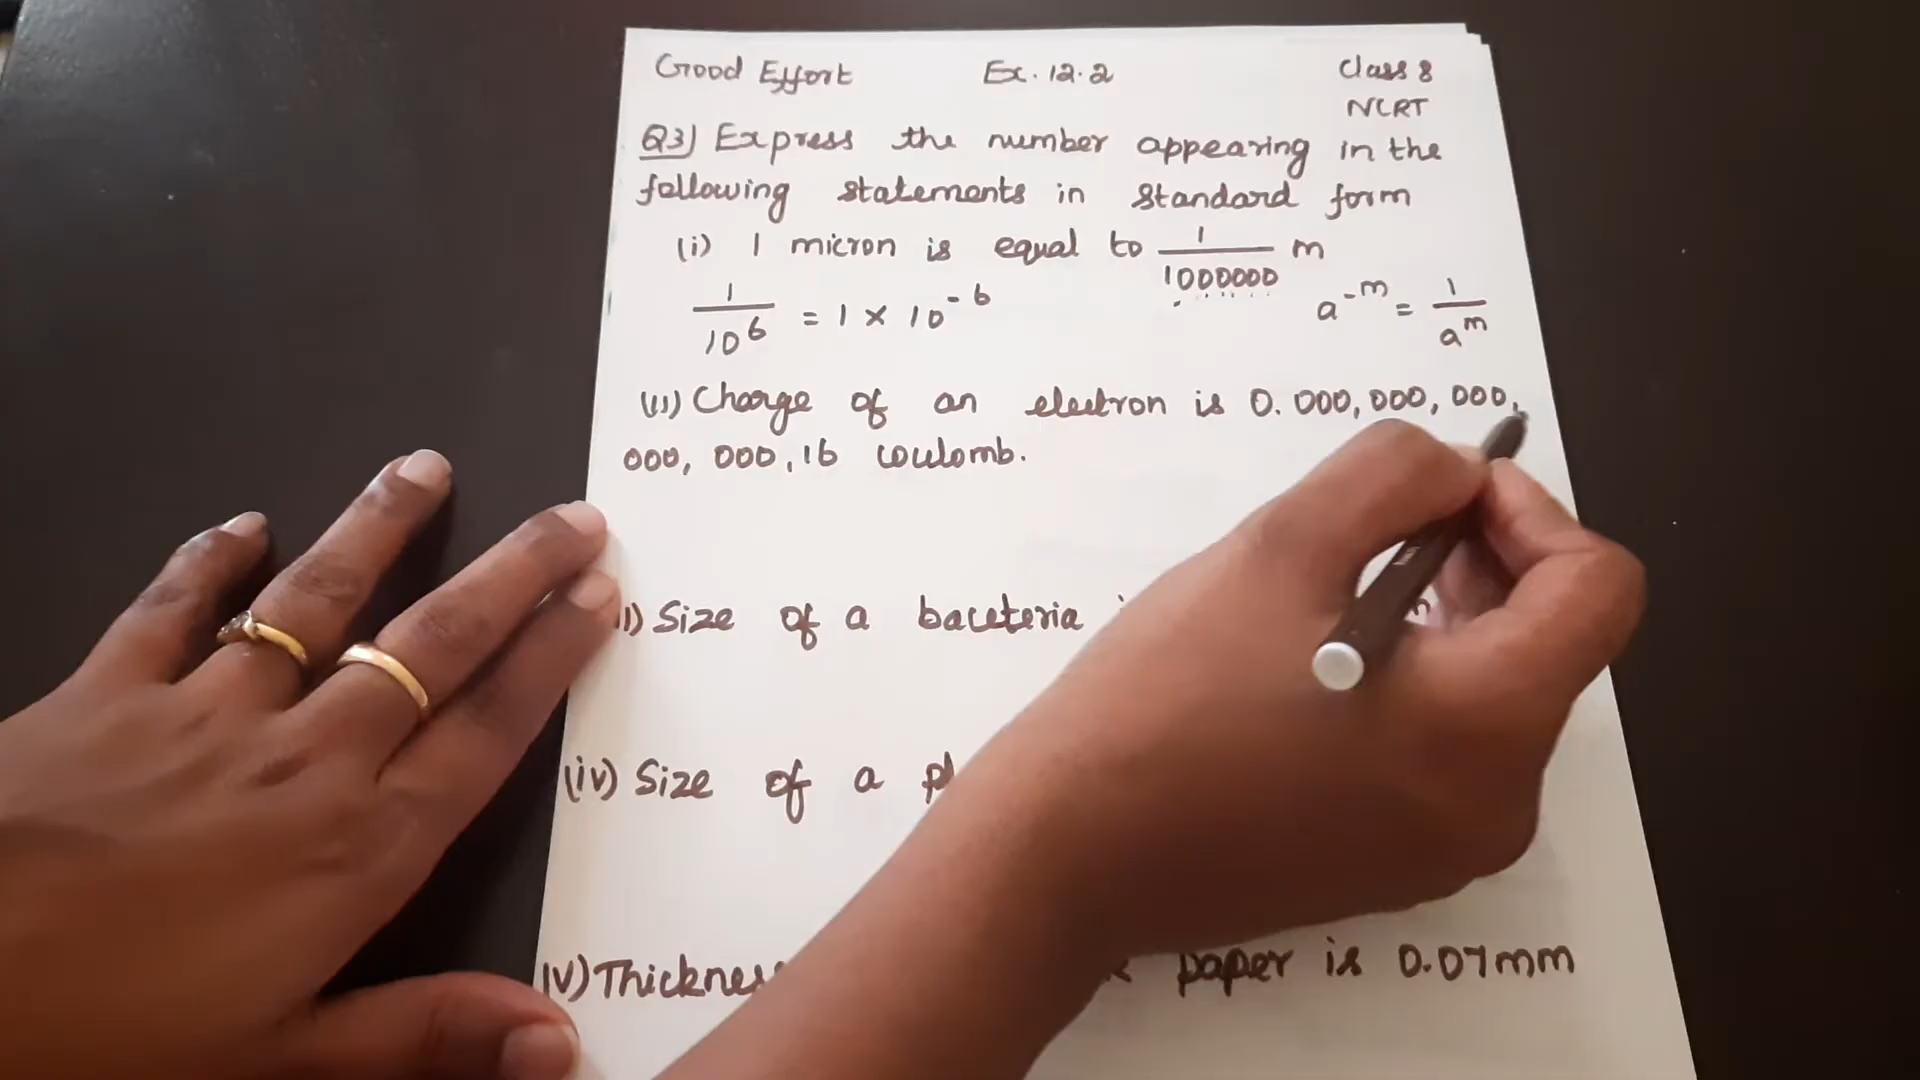 Good Effort Ex. 12.2 Class 8
NCRT
Q3) Express the number appearing in the
following statements in Standard form
(i) 1 micron is equal to 1/1000000 m
1/10^6 = 1 × 10^-6 a^-m = 1/a^m
(ii) Charge of an electron is 0.000,000,000,
000,000,16 coulomb.
Size of a baceteria
(iv) Size of a
(V) paper is 0.07mm